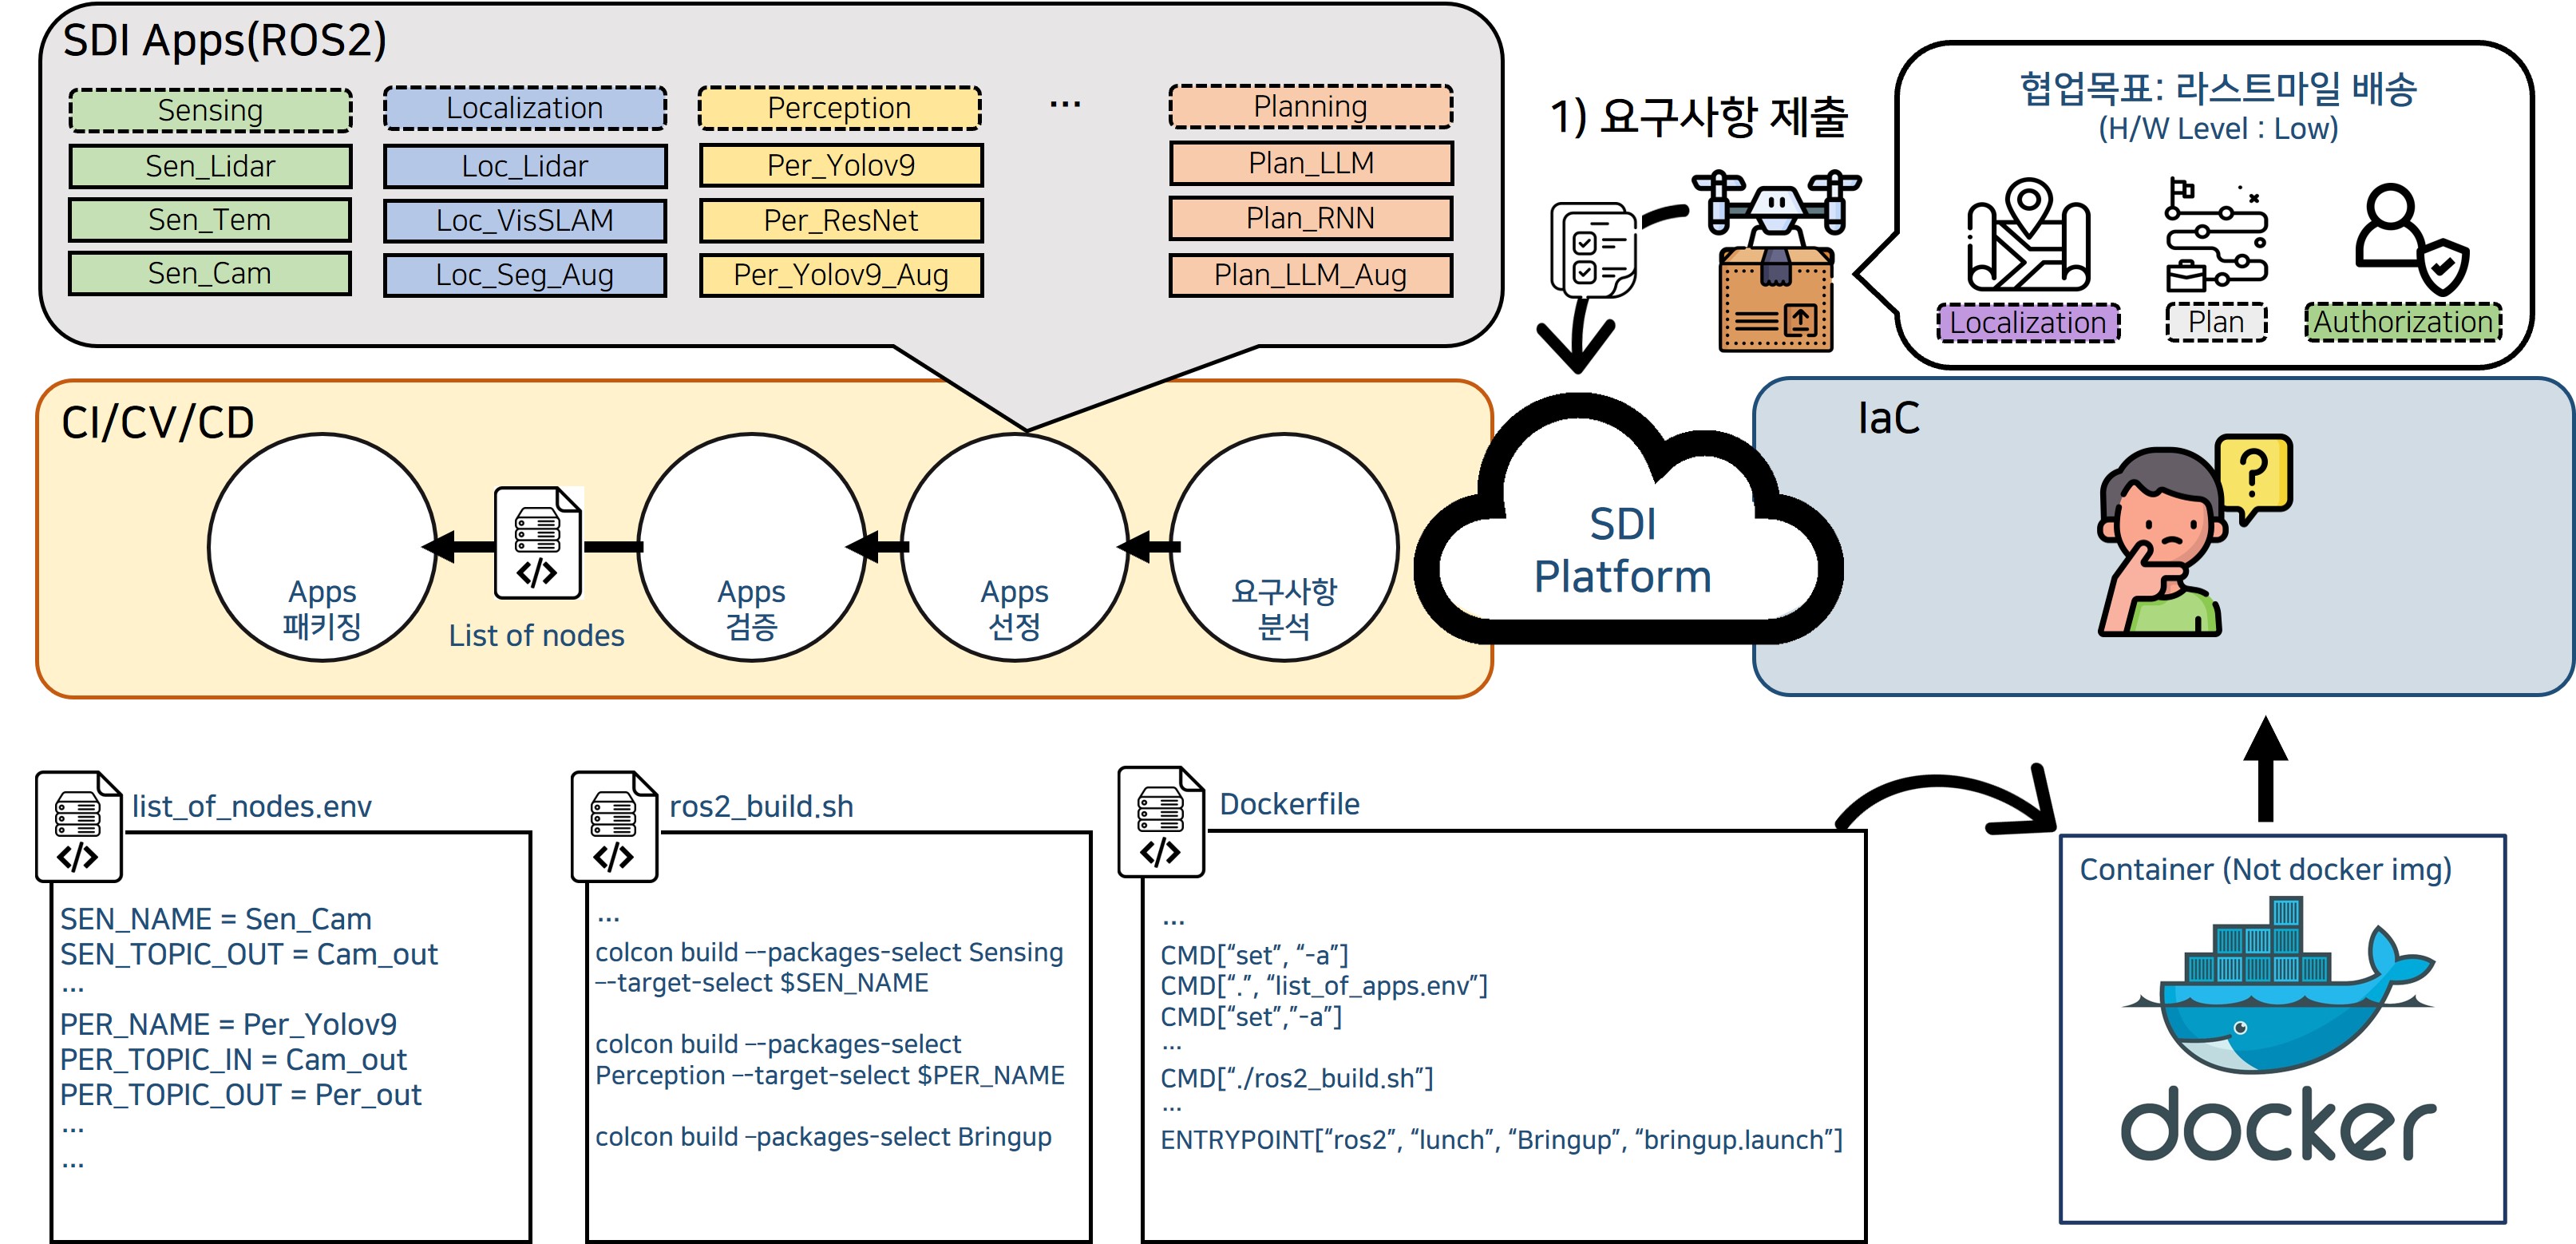 SDI Apps(ROS2)
Sensing
Sen_Lidar
Sen_Tem
Sen_Cam
Localization
Loc_Lidar
Loc_VisSLAM
Loc_Seg_Aug
Perception
Per_Yolov9
Per_ResNet
Per_Yolov9_Aug
...
Planning
Plan_LLM
Plan_RNN
Plan_LLM_Aug
1) 요구사항 제출
협업목표: 라스트마일 배송
(H/W Level : Low)
Localization
Plan
Authorization
CI/CV/CD
Apps
패키징
</>
List of nodes
Apps
검증
Apps
선정
요구사항
분석
SDI
Platform
IaC
?
</>
list_of_nodes.env
SEN_NAME = Sen_Cam
SEN_TOPIC_OUT = Cam_out
...
PER_NAME = Per_Yolov9
PER_TOPIC_IN = Cam_out
PER_TOPIC_OUT = Per_out
...
...
</>
ros2_build.sh
...
colcon build –-packages-select Sensing
–-target-select $SEN_NAME
colcon build –-packages-select
Perception –-target-select $PER_NAME
colcon build –packages-select Bringup
</>
Dockerfile
...
CMD[“set”, “-a”]
CMD[“.”, “list_of_apps.env”]
CMD[“set”,”-a”]
...
CMD[“./ros2_build.sh”]
...
ENTRYPOINT[“ros2”, “lunch”, “Bringup”, “bringup.launch”]
Container (Not docker img)
docker